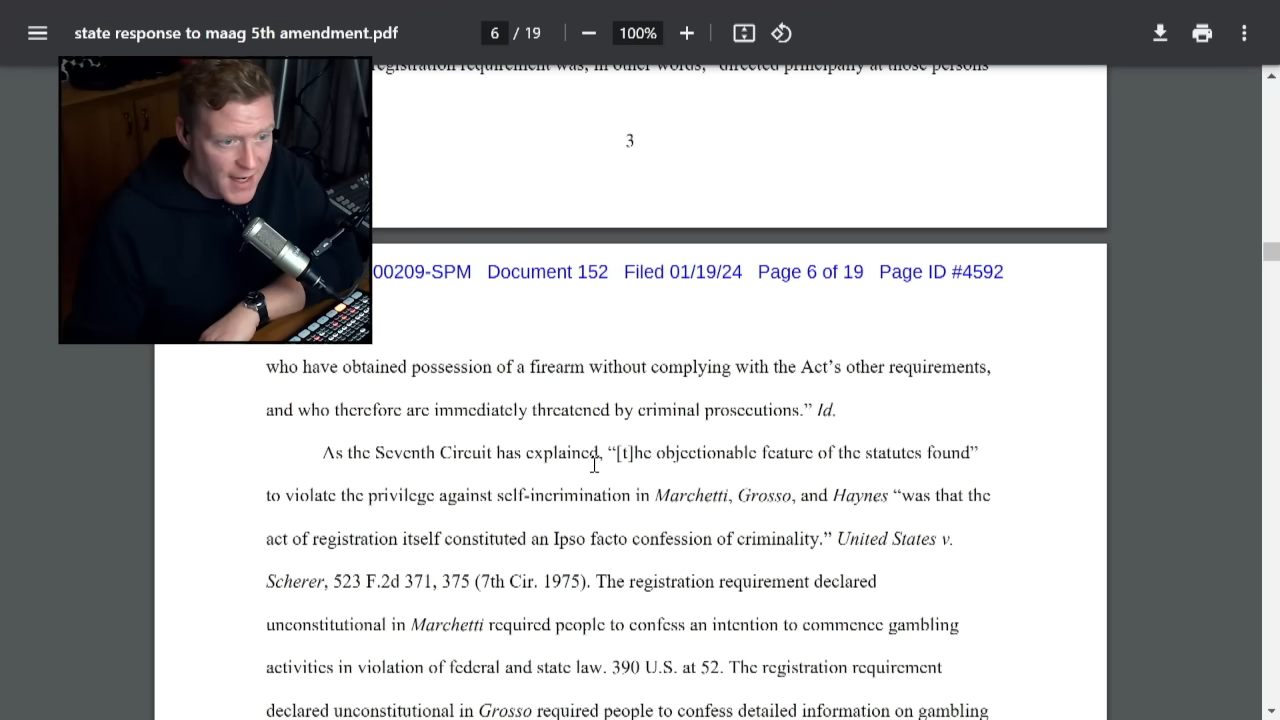 state response to maag 5th amendment.pdf
6 / 19
100%
egistration requirement was, in other words, "directed principally at those persons
3
00209-SPM Document 152 Filed 01/19/24 Page 6 of 19 Page ID #4592
who have obtained possession of a firearm without complying with the Act's other requirements,
and who therefore are immediately threatened by criminal prosecutions." Id.
As the Seventh Circuit has explained, "[t]he objectionable feature of the statutes found"
to violate the privilege against self-incrimination in Marchetti, Grosso, and Haynes "was that the
act of registration itself constituted an Ipso facto confession of criminality." United States v.
Scherer, 523 F.2d 371, 375 (7th Cir. 1975). The registration requirement declared
unconstitutional in Marchetti required people to confess an intention to commence gambling
activities in violation of federal and state law. 390 U.S. at 52. The registration requirement
declared unconstitutional in Grosso required people to confess detailed information on gambling